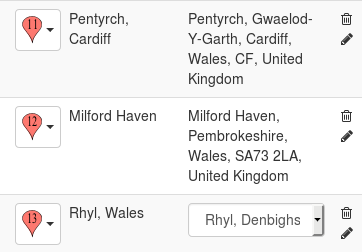 11 Pentyrch, Pentyrch, Gwaelod-
Cardiff Y-Garth, Cardiff,
Wales, CF, United
Kingdom
12 Milford Haven Milford Haven,
Pembrokeshire,
Wales, SA73 2LA,
United Kingdom
13 Rhyl, Wales Rhyl, Denbighs